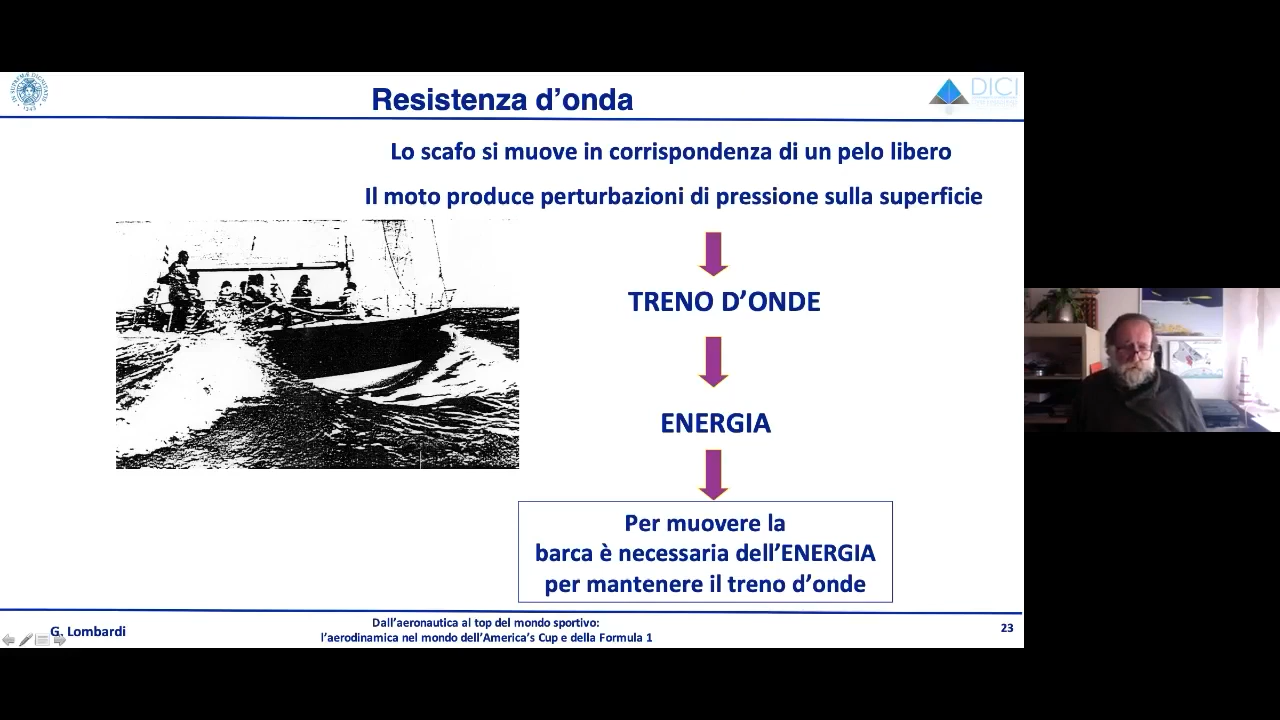 Resistenza d’onda
DICI
Lo scafo si muove in corrispondenza di un pelo libero
Il moto produce perturbazioni di pressione sulla superficie
TRENO D’ONDE
ENERGIA
Per muovere la
barca è necessaria dell’ENERGIA
per mantenere il treno d’onde
G. Lombardi
Dall’aeronautica al top del mondo sportivo:
l’aerodinamica nel mondo dell’America’s Cup e della Formula 1
23